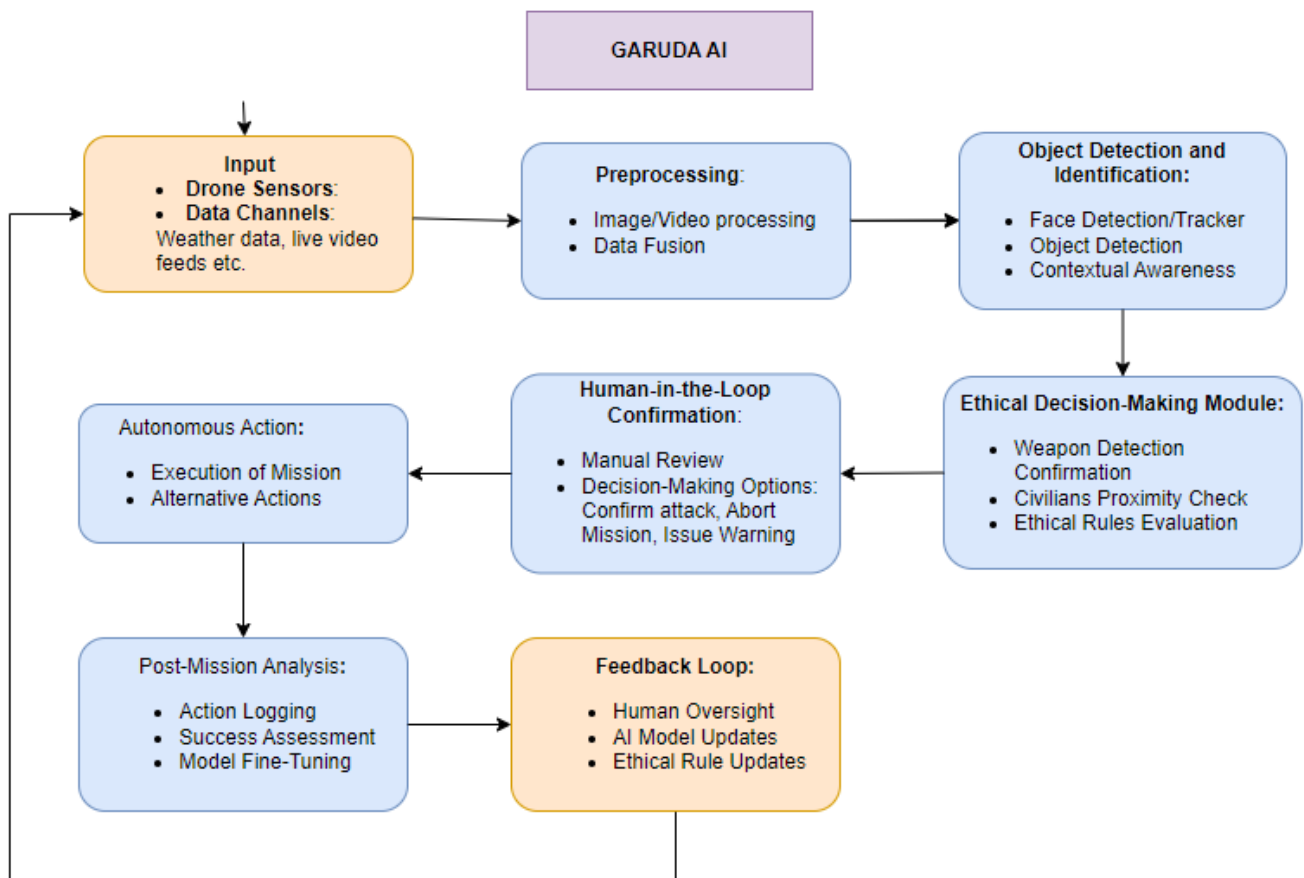 GARUDA AI
Input
• Drone Sensors:
• Data Channels:
Weather data, live video
feeds etc.
Preprocessing:
• Image/Video processing
• Data Fusion
Object Detection and
Identification:
• Face Detection/Tracker
• Object Detection
• Contextual Awareness
Ethical Decision-Making Module:
• Weapon Detection
Confirmation
• Civilians Proximity Check
• Ethical Rules Evaluation
Human-in-the-Loop
Confirmation:
• Manual Review
• Decision-Making Options:
Confirm attack, Abort
Mission, Issue Warning
Autonomous Action:
• Execution of Mission
• Alternative Actions
Post-Mission Analysis:
• Action Logging
• Success Assessment
• Model Fine-Tuning
Feedback Loop:
• Human Oversight
• AI Model Updates
• Ethical Rule Updates